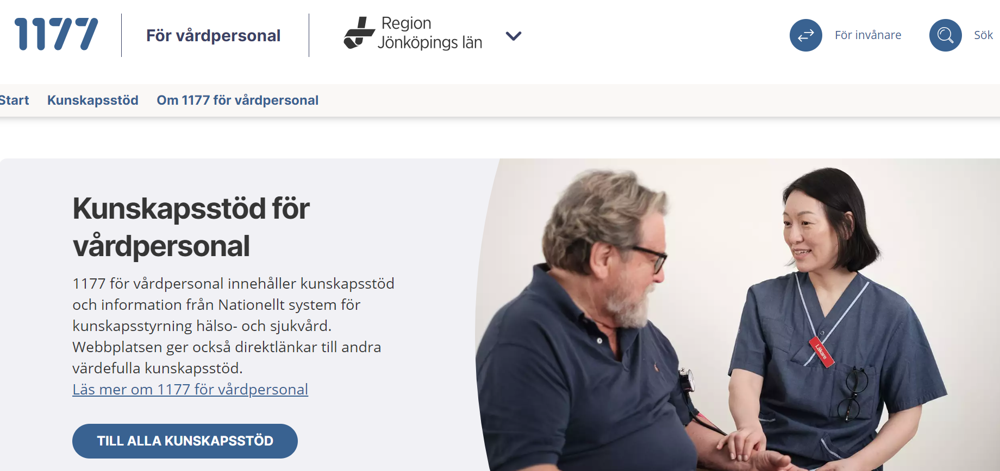 1177
För vårdpersonal
Region
Jönköpings län
För invånare
Sök
Start
Kunskapsstöd
Om 1177 för vårdpersonal
Kunskapsstöd för
vårdpersonal
1177 för vårdpersonal innehåller kunskapsstöd
och information från Nationellt system för
kunskapsstyrning hälso- och sjukvård.
Webbplatsen ger också direktlänkar till andra
värdefulla kunskapsstöd.
Läs mer om 1177 för vårdpersonal
TILL ALLA KUNSKAPSSTÖD
Läkare